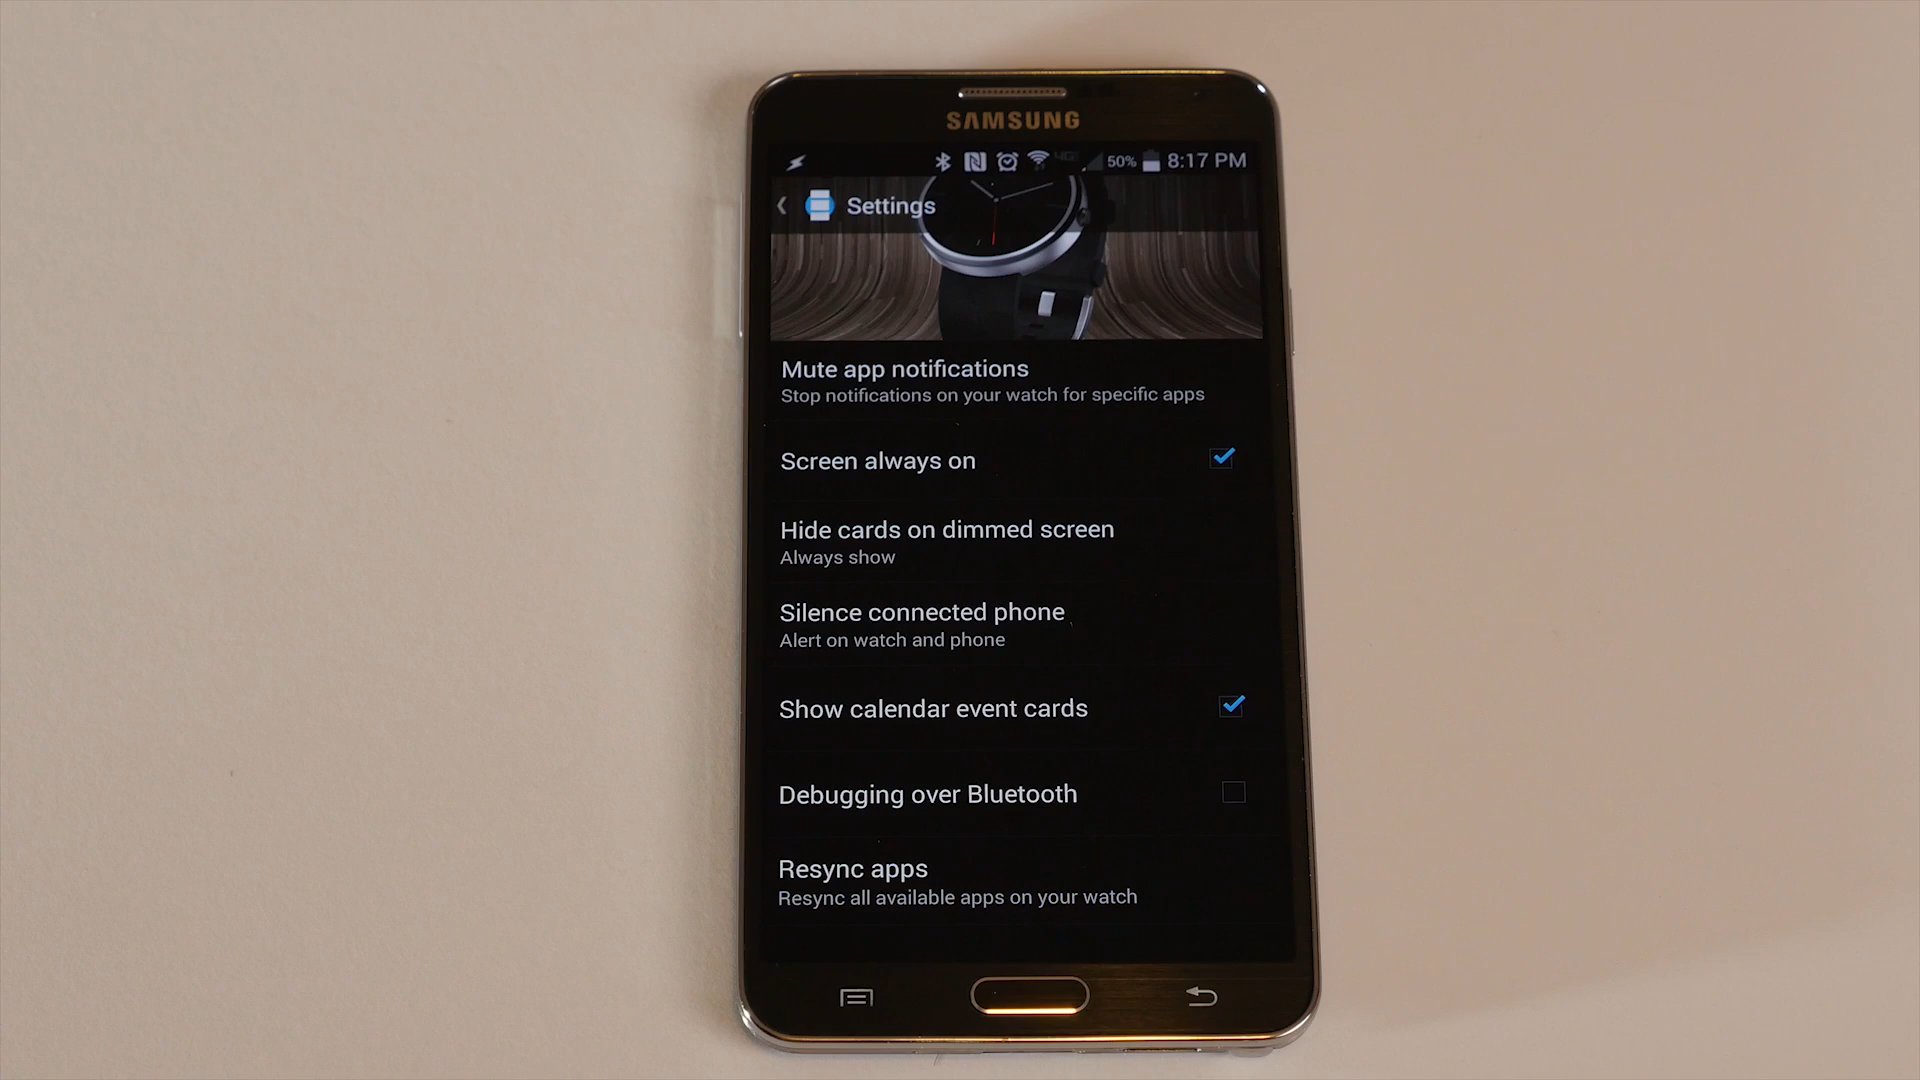 SAMSUNG
4G 50% 8:17 PM
Settings
Mute app notifications
Stop notifications on your watch for specific apps
Screen always on
Hide cards on dimmed screen
Always show
Silence connected phone
Alert on watch and phone
Show calendar event cards
Debugging over Bluetooth
Resync apps
Resync all available apps on your watch